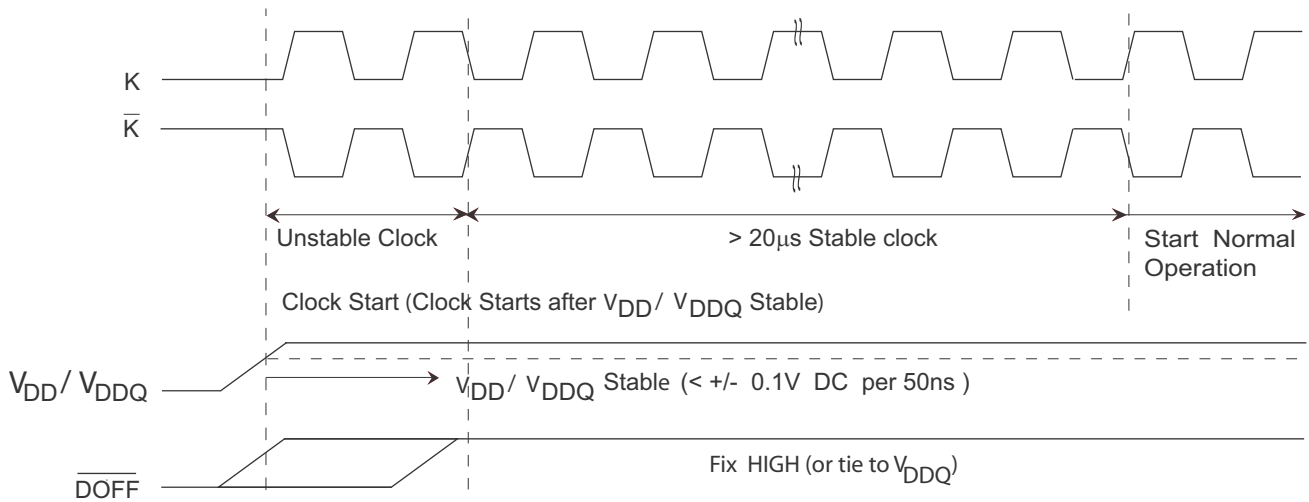 K
K̅
Unstable Clock
> 20μs Stable clock
Start Normal
Operation
Clock Start (Clock Starts after VDD / VDDQ Stable)
VDD / VDDQ
VDD / VDDQ Stable (< +/- 0.1V DC per 50ns )
D̅O̅F̅F̅
Fix HIGH (or tie to VDDQ)